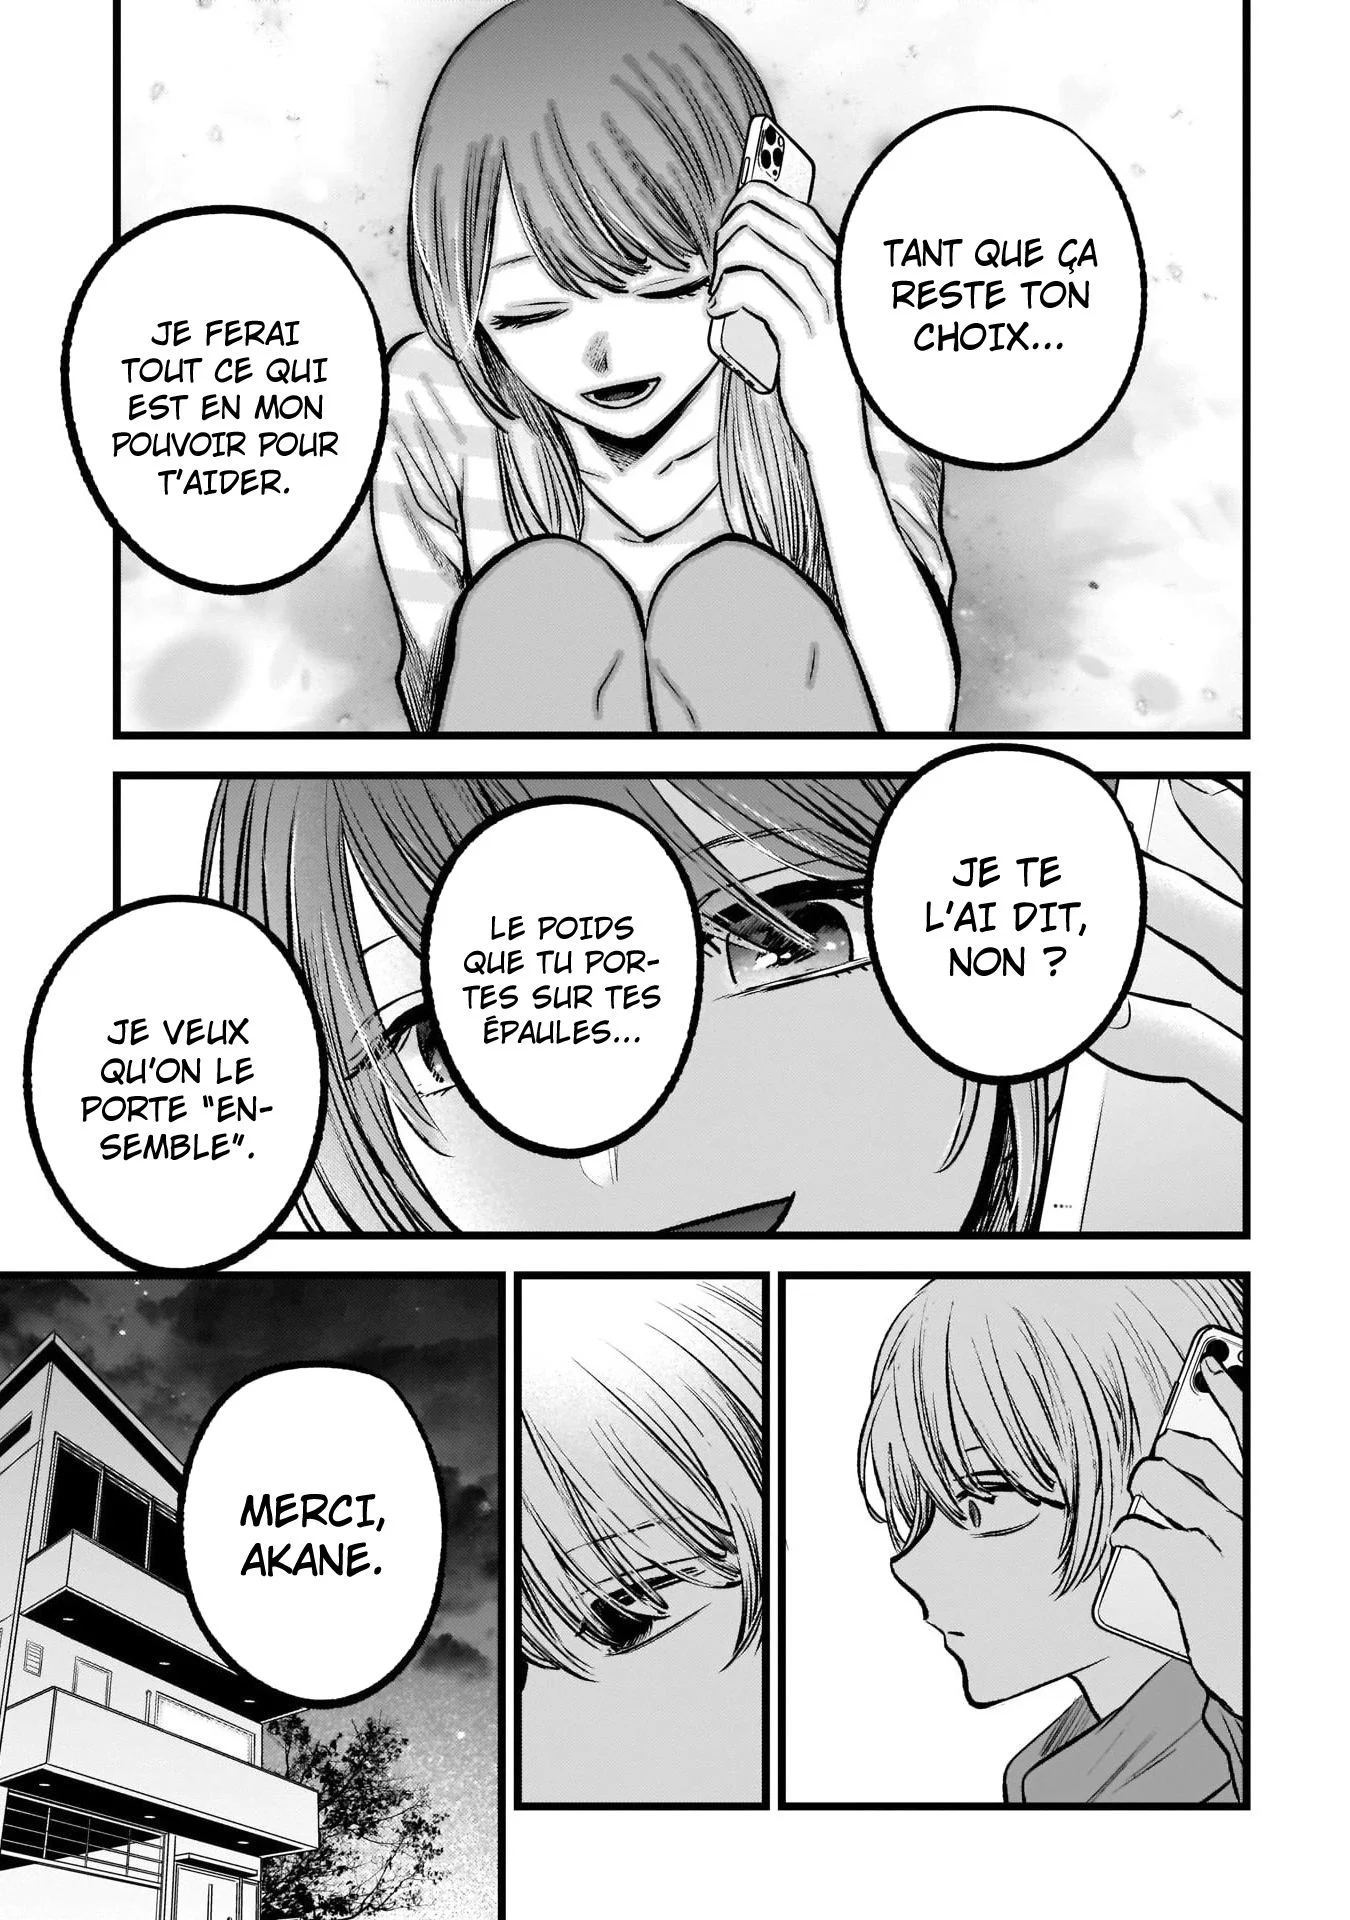 TANT QUE ÇA
RESTE TON
CHOIX...
JE FERAI
TOUT CE QUI
EST EN MON
POUVOIR POUR
T'AIDER.
JE TE
L'AI DIT,
NON ?
LE POIDS
QUE TU POR-
TES SUR TES
ÉPAULES...
JE VEUX
QU'ON LE
PORTE "EN-
SEMBLE".
MERCI,
AKANE.